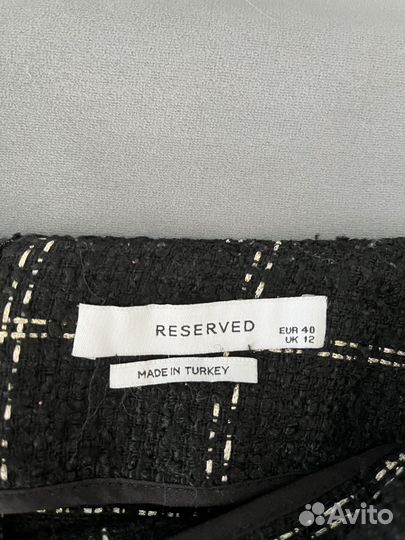 RESERVED
EUR 40
UK 12
MADE IN TURKEY
Avito